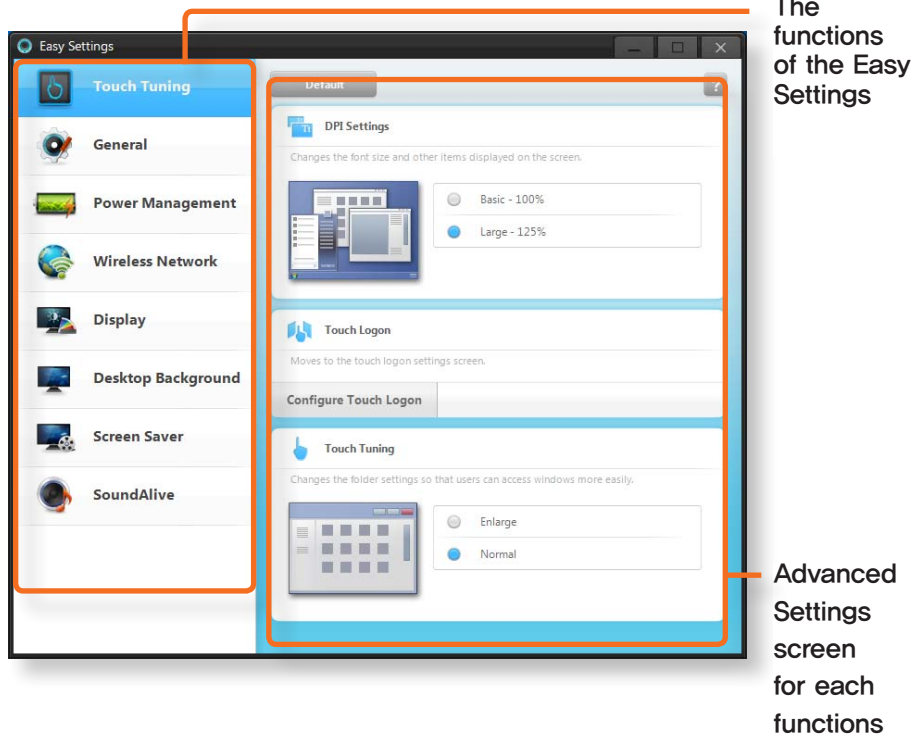 The
functions
of the Easy
Settings
Easy Settings
Touch Tuning
General
Power Management
Wireless Network
Display
Desktop Background
Screen Saver
SoundAlive
Default
?
DPI Settings
Changes the font size and other items displayed on the screen.
Basic - 100%
Large - 125%
Touch Logon
Moves to the touch logon settings screen.
Configure Touch Logon
Touch Tuning
Changes the folder settings so that users can access windows more easily.
Enlarge
Normal
Advanced
Settings
screen
for each
functions